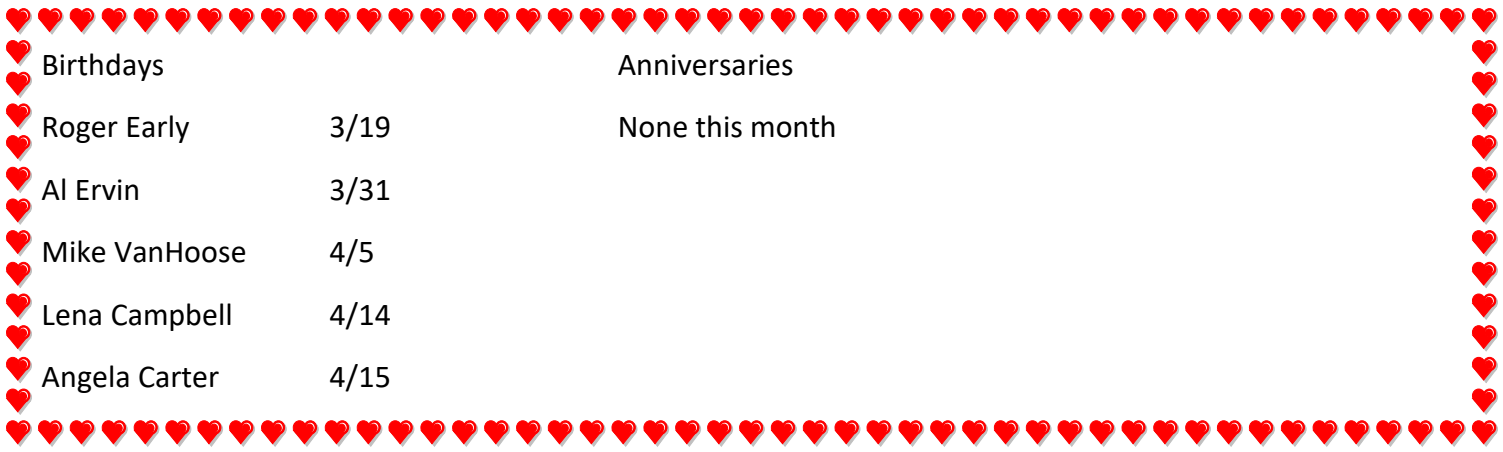 Birthdays Anniversaries
Roger Early 3/19 None this month
Al Ervin 3/31
Mike VanHoose 4/5
Lena Campbell 4/14
Angela Carter 4/15